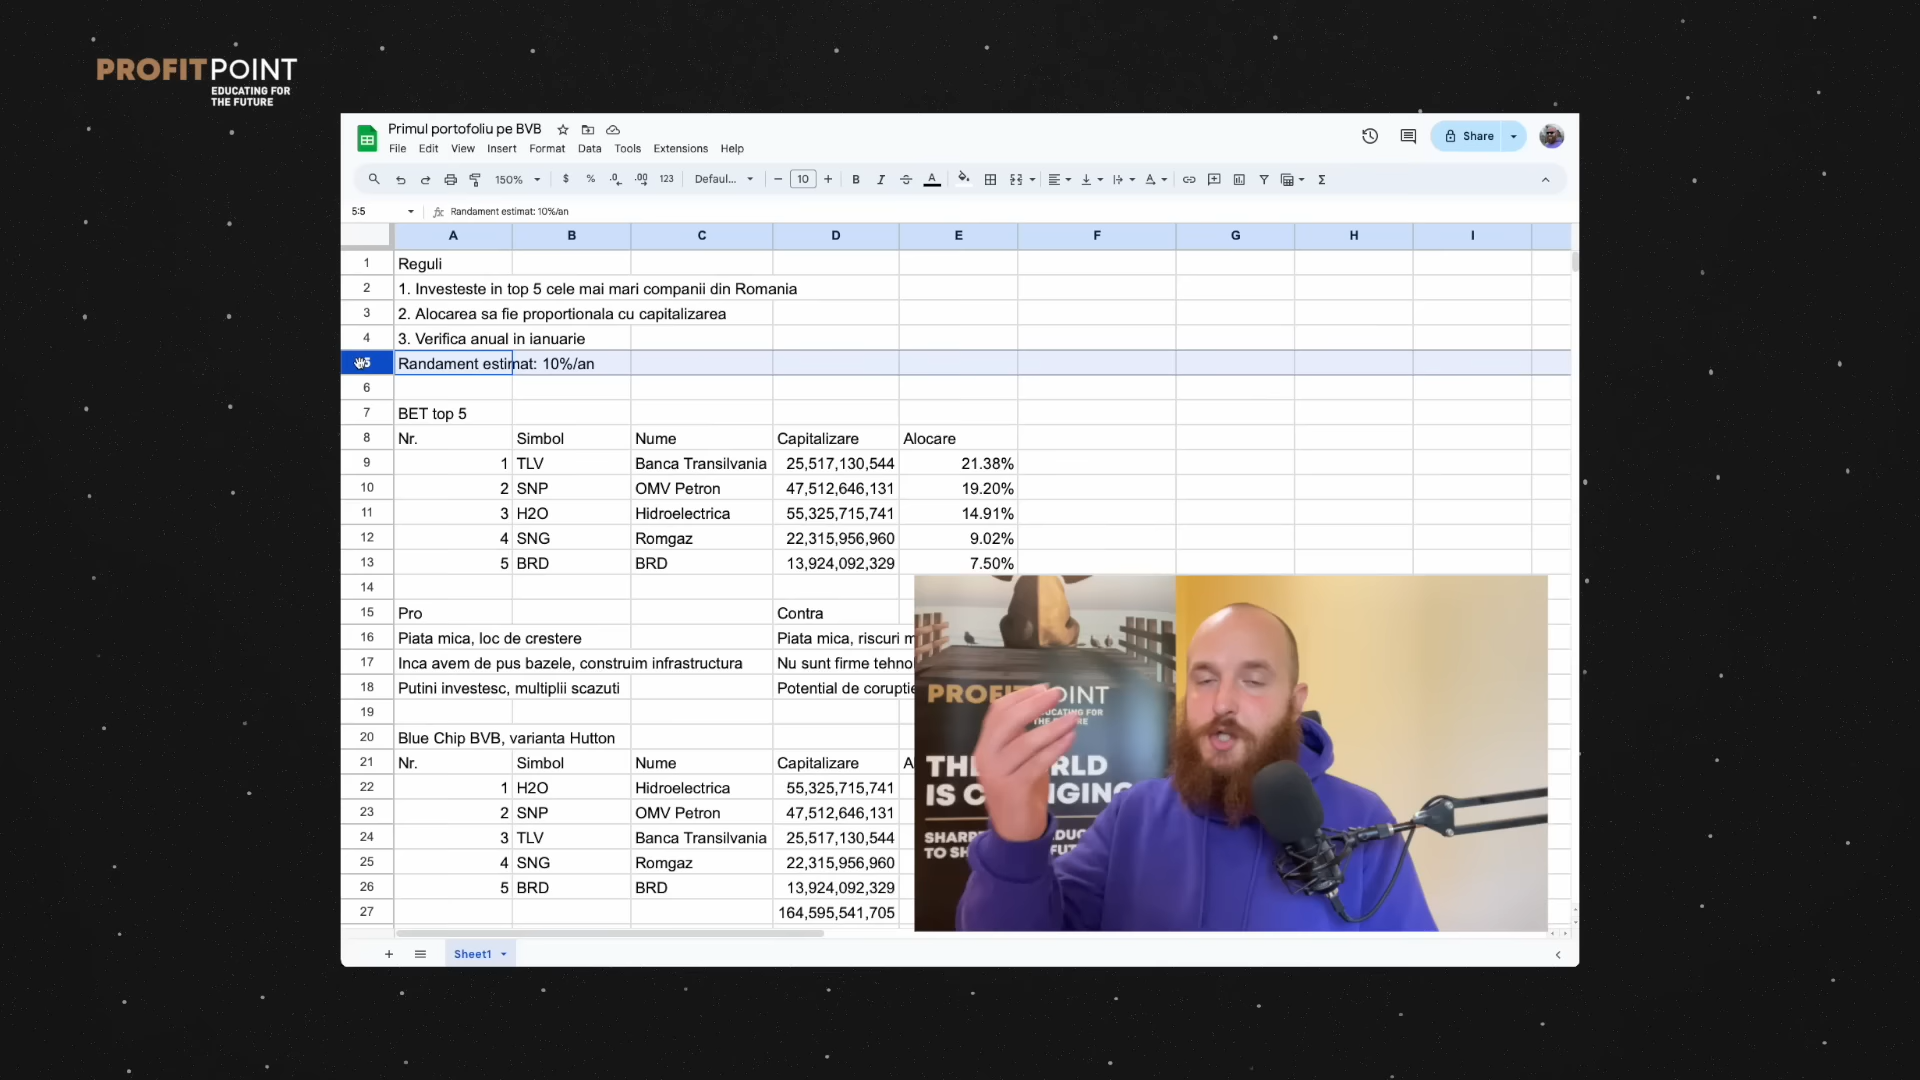 PROFITPOINT
EDUCATING FOR
THE FUTURE
Primul portofoliu pe BVB
Share
File Edit View Insert Format Data Tools Extensions Help
150% $ % .0 .00 123 Defaul... 10 B I A
5:5 fx Randament estimat: 10%/an
A B C D E F G H I
1 Reguli
2 1. Investeste in top 5 cele mai mari companii din Romania
3 2. Alocarea sa fie proportionala cu capitalizarea
4 3. Verifica anual in ianuarie
5 Randament estimat: 10%/an
6
7 BET top 5
8 Nr. Simbol Nume Capitalizare Alocare
9 1 TLV Banca Transilvania 25,517,130,544 21.38%
10 2 SNP OMV Petron 47,512,646,131 19.20%
11 3 H2O Hidroelectrica 55,325,715,741 14.91%
12 4 SNG Romgaz 22,315,956,960 9.02%
13 5 BRD BRD 13,924,092,329 7.50%
14
15 Pro Contra
16 Piata mica, loc de crestere Piata mica, riscuri m
17 Inca avem de pus bazele, construim infrastructura Nu sunt firme tehno
18 Putini investesc, multiplii scazuti Potential de corruptie
19
20 Blue Chip BVB, varianta Hutton
21 Nr. Simbol Nume Capitalizare A
22 1 H2O Hidroelectrica 55,325,715,741
23 2 SNP OMV Petron 47,512,646,131
24 3 TLV Banca Transilvania 25,517,130,544
25 4 SNG Romgaz 22,315,956,960
26 5 BRD BRD 13,924,092,329
27 164,595,541,705
PROFITPOINT
IS
Sheet1